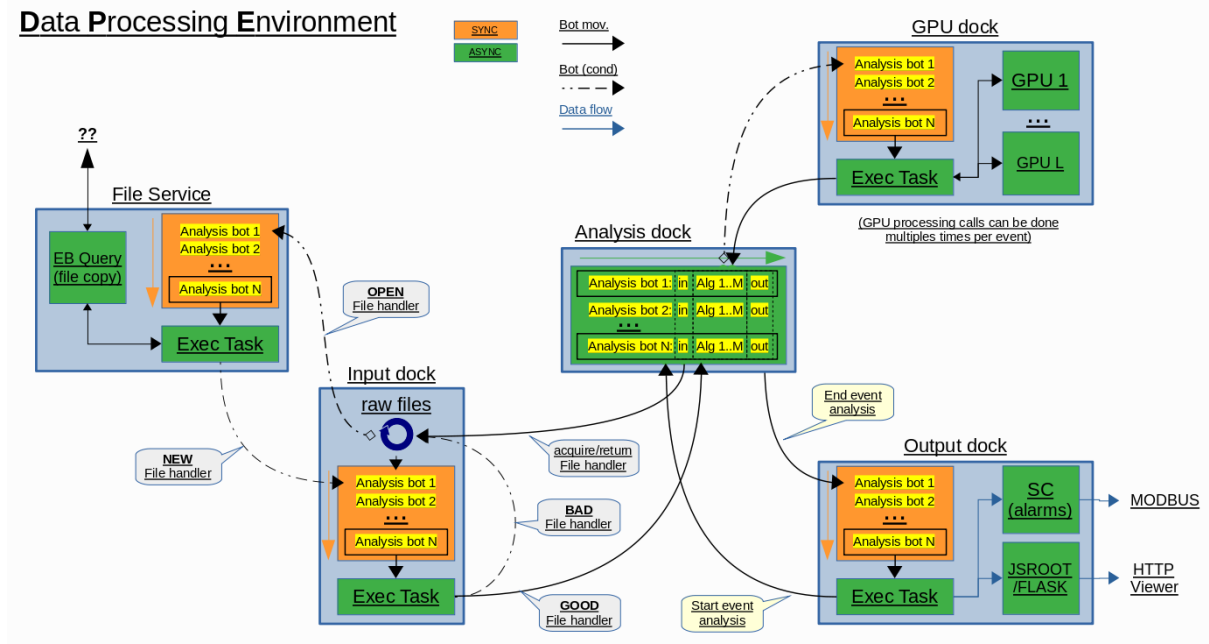 Data Processing Environment
SYNC
ASYNC
Bot mov.
Bot (cond)
Data flow
GPU dock
Analysis bot 1
Analysis bot 2
...
Analysis bot N
Exec Task
GPU 1
...
GPU L
(GPU processing calls can be done
multiples times per event)
??
File Service
EB Query
(file copy)
Analysis bot 1
Analysis bot 2
...
Analysis bot N
Exec Task
OPEN
File handler
NEW
File handler
Analysis dock
Analysis bot 1: in Alg 1..M out
Analysis bot 2: in Alg 1..M out
...
Analysis bot N: in Alg 1..M out
Input dock
raw files
Analysis bot 1
Analysis bot 2
...
Analysis bot N
Exec Task
acquire/return
File handler
BAD
File handler
GOOD
File handler
End event
analysis
Start event
analysis
Output dock
Analysis bot 1
Analysis bot 2
...
Analysis bot N
Exec Task
SC
(alarms)
JSROOT
/FLASK
MODBUS
HTTP
Viewer